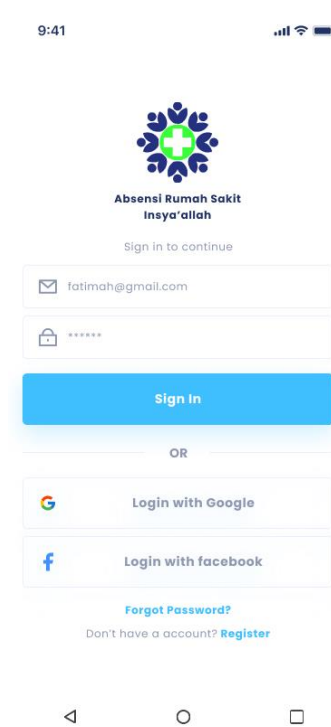 9:41
Absensi Rumah Sakit
Insya'allah
Sign in to continue
fatimah@gmail.com
******
Sign In
OR
Login with Google
Login with facebook
Forgot Password?
Don't have a account? Register